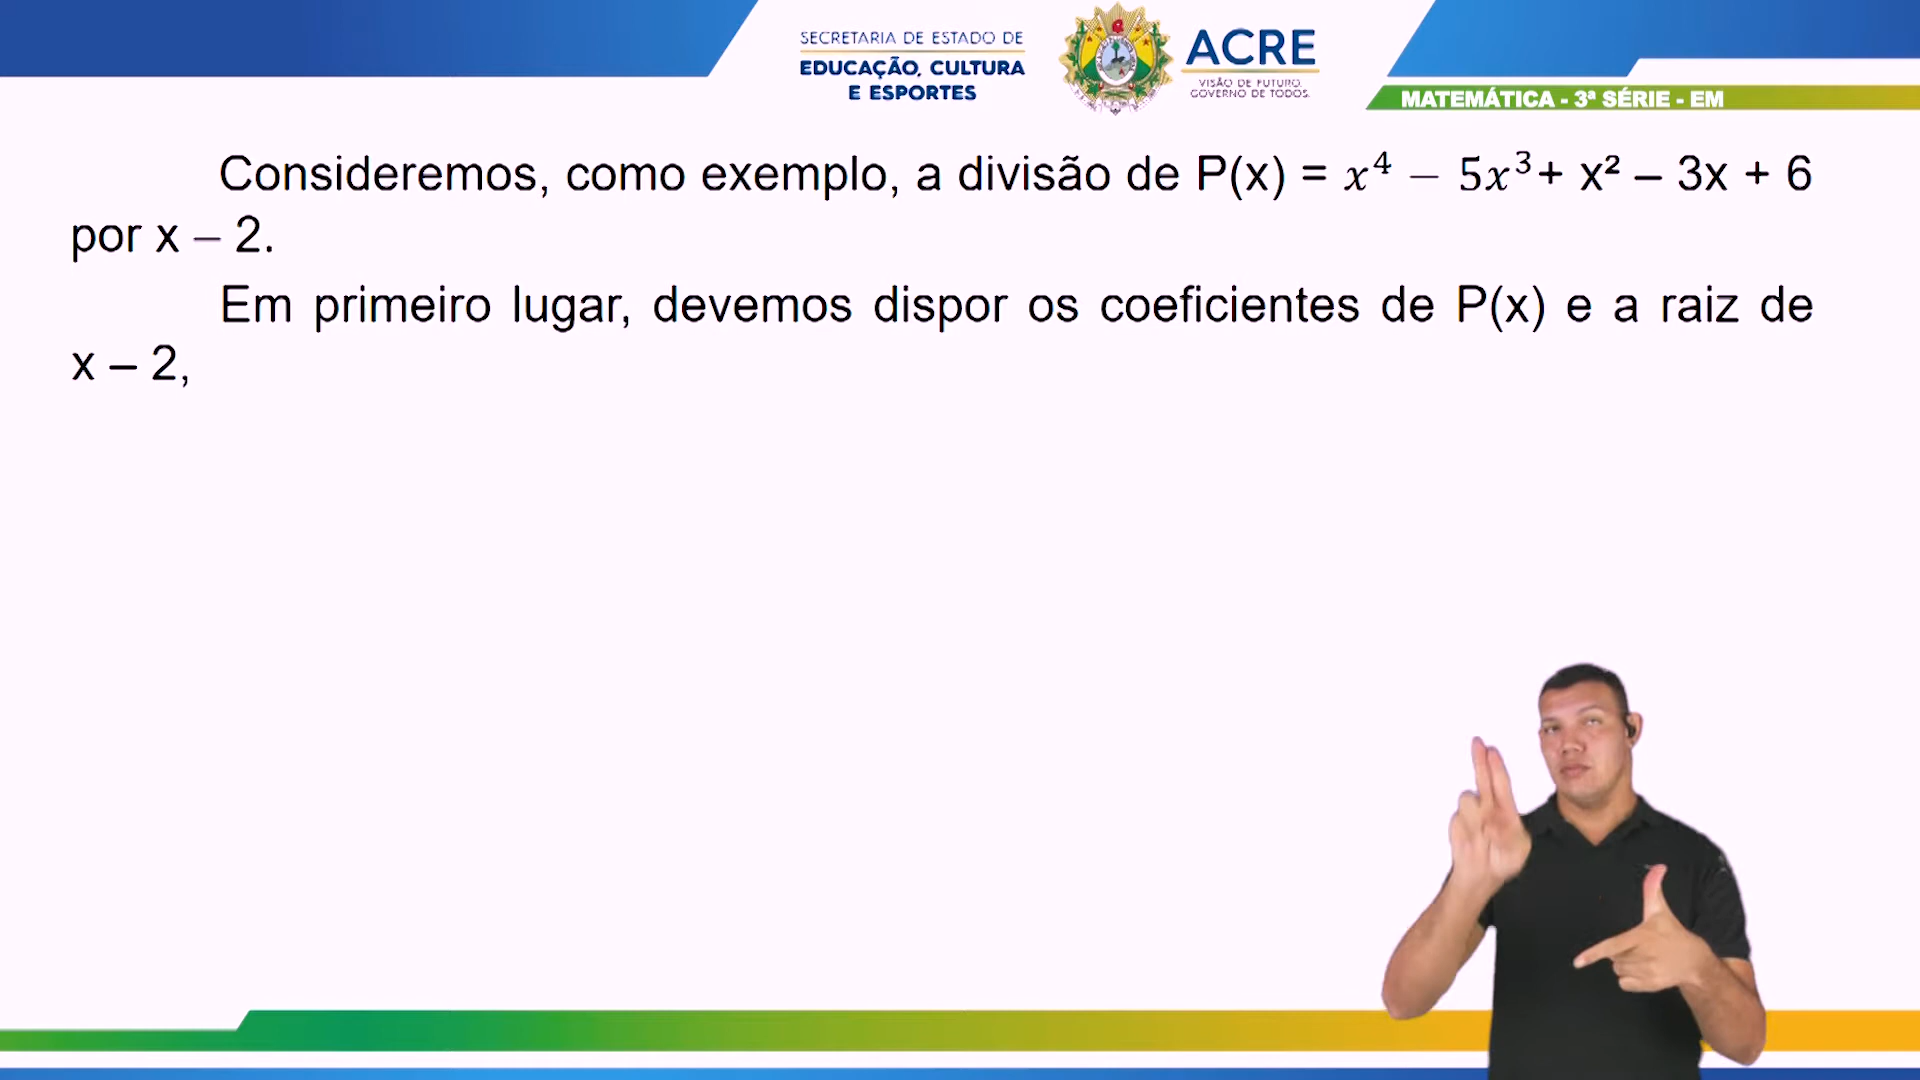 SECRETARIA DE ESTADO DE
EDUCAÇÃO, CULTURA
E ESPORTES
ACRE
VISÃO DE FUTURO.
GOVERNO DE TODOS.
MATEMÁTICA - 3ª SÉRIE - EM
Consideremos, como exemplo, a divisão de P(x) = x⁴ – 5x³+ x² – 3x + 6
por x – 2.
Em primeiro lugar, devemos dispor os coeficientes de P(x) e a raiz de
x – 2,